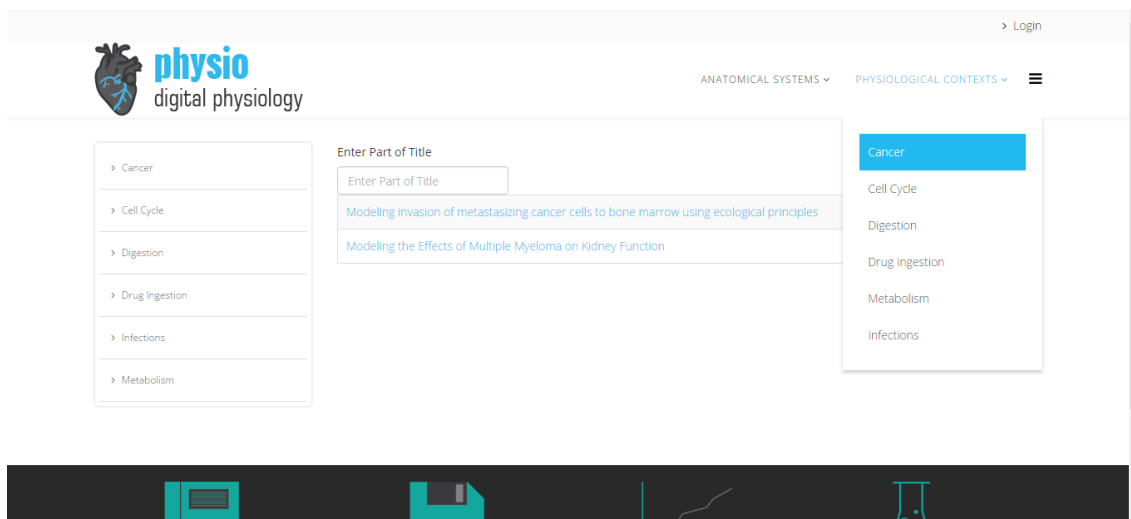 Login
physio
digital physiology
ANATOMICAL SYSTEMS
PHYSIOLOGICAL CONTEXTS
Cancer
Cell Cycle
Digestion
Drug Ingestion
Infections
Metabolism
Enter Part of Title
Enter Part of Title
Modeling invasion of metastasizing cancer cells to bone marrow using ecological principles
Modeling the Effects of Multiple Myeloma on Kidney Function
Cancer
Cell Cycle
Digestion
Drug Ingestion
Metabolism
Infections